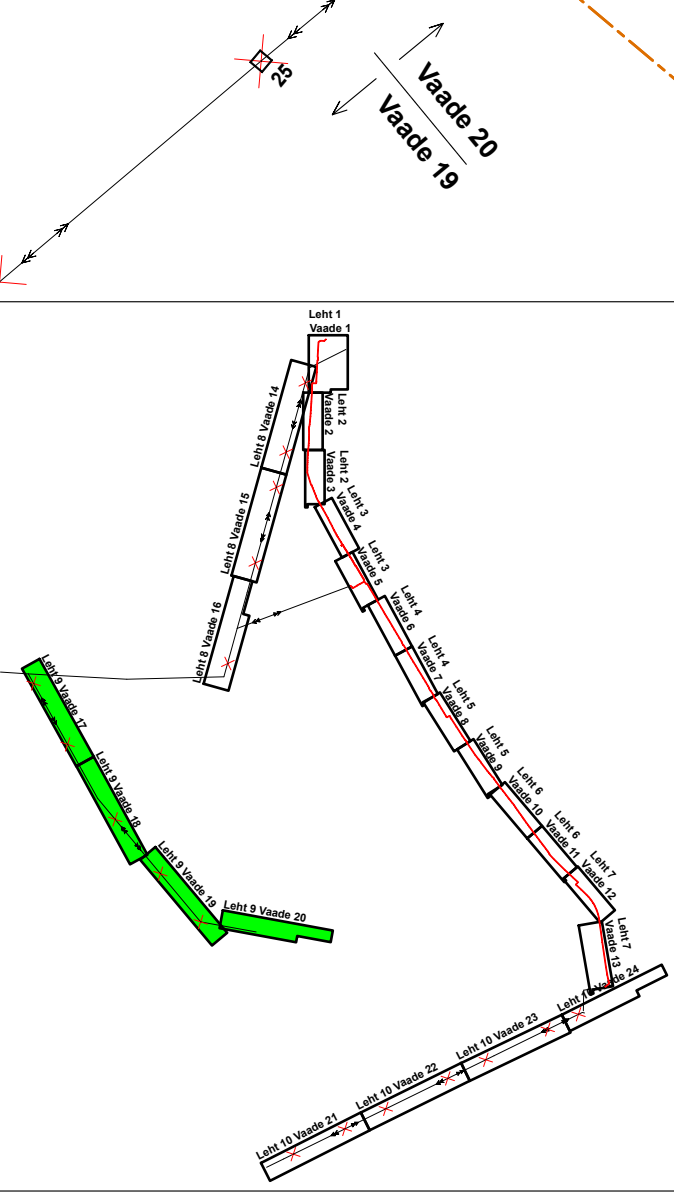 25
Vaade 20
Vaade 19
Leht 1
Vaade 1
Leht 2
Vaade 2
Leht 2
Vaade 3
Leht 3
Vaade 4
Leht 3
Vaade 5
Leht 4
Vaade 6
Leht 4
Vaade 7
Leht 5
Vaade 8
Leht 5
Vaade 9
Leht 6
Vaade 10
Leht 6
Vaade 11
Leht 7
Vaade 12
Leht 7
Vaade 13
Leht 8 Vaade 14
Leht 8 Vaade 15
Leht 8 Vaade 16
Leht 9 Vaade 17
Leht 9 Vaade 18
Leht 9 Vaade 19
Leht 9 Vaade 20
Leht 10 Vaade 21
Leht 10 Vaade 22
Leht 10 Vaade 23
Leht 10 Vaade 24